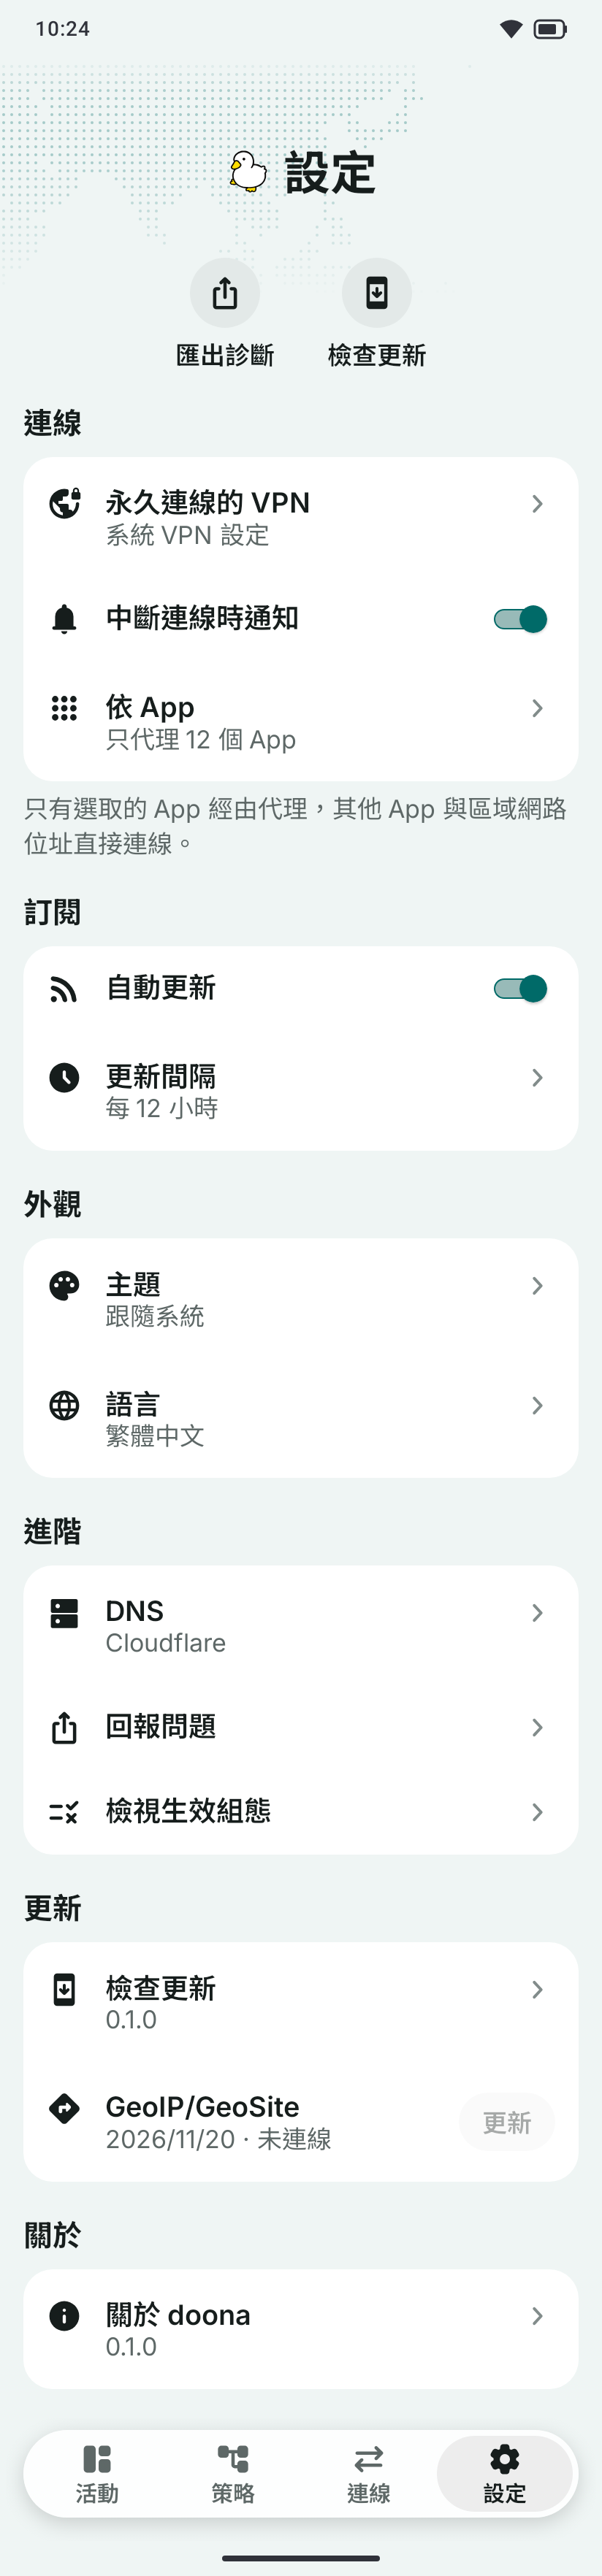 10:24
設定
匯出診斷
檢查更新
連線
永久連線的 VPN
系統 VPN 設定
中斷連線時通知
依 App
只代理 12 個 App
只有選取的 App 經由代理，其他 App 與區域網路
位址直接連線。
訂閱
自動更新
更新間隔
每 12 小時
外觀
主題
跟隨系統
語言
繁體中文
進階
DNS
Cloudflare
回報問題
檢視生效組態
更新
檢查更新
0.1.0
GeoIP/GeoSite
2026/11/20 · 未連線
更新
關於
關於 doona
0.1.0
活動
策略
連線
設定